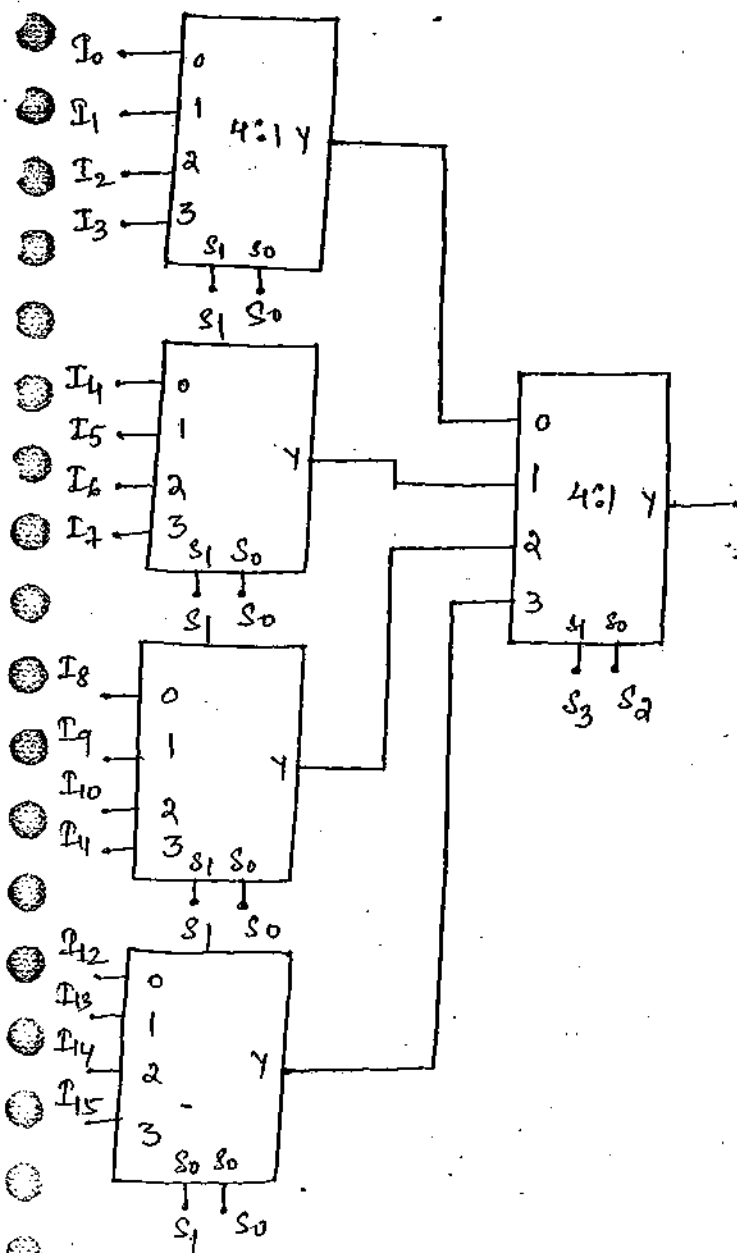 I0 0
I1 1
4:1 Y
I2 2
I3 3
S1 S0
S1 S0
I4 0
I5 1
Y
I6 2
I7 3
S1 S0
S1 S0
0
1
4:1 Y
2
3
S1 S0
S3 S2
I8 0
I9 1
Y
I10 2
I11 3
S1 S0
S1 S0
I12 0
I13 1
I14 2 Y
I15 3
S0 S0
S1 S0